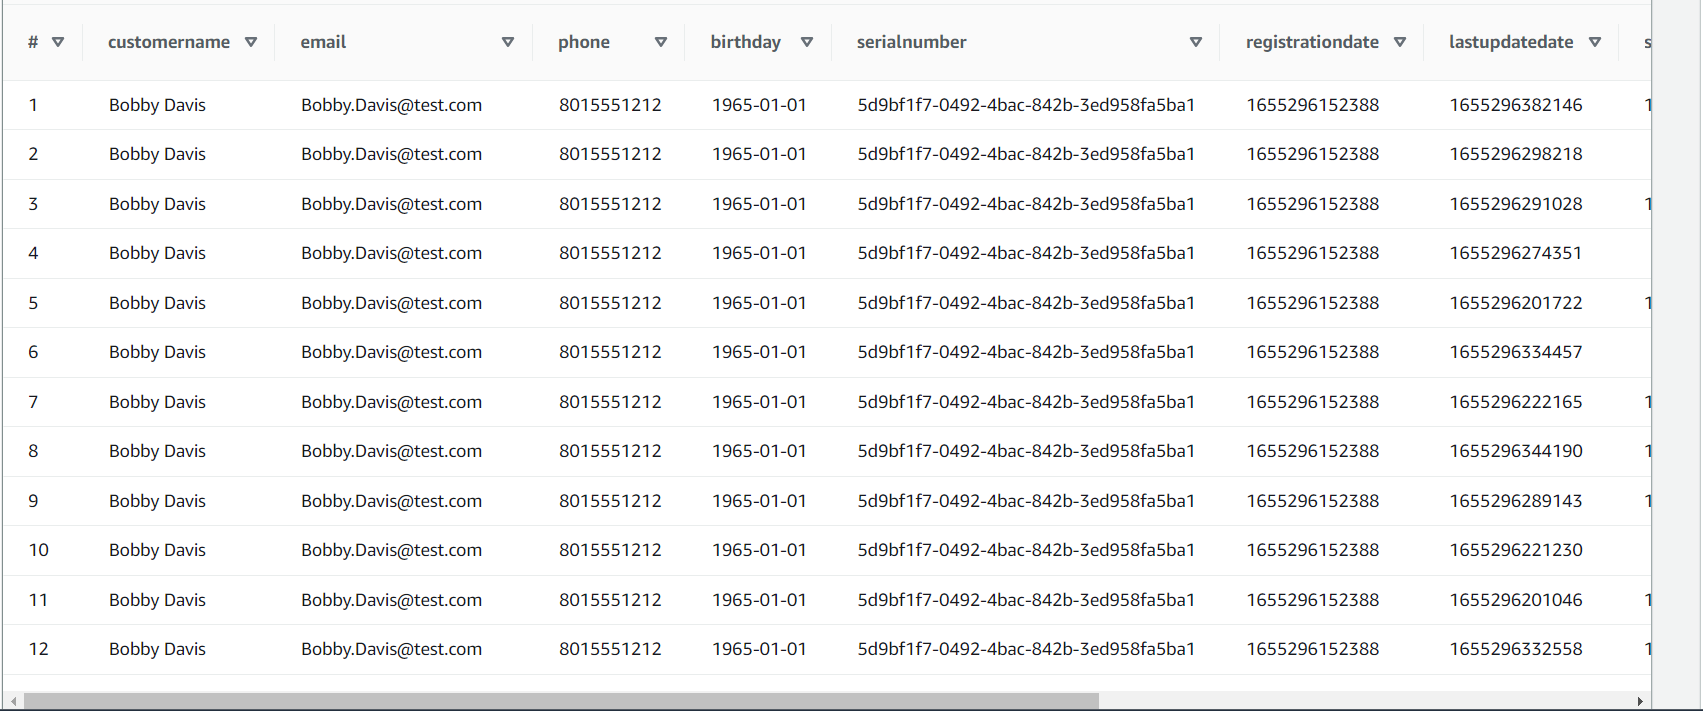 # customername email phone birthday serialnumber registrationdate lastupdatedate
1 Bobby Davis Bobby.Davis@test.com 8015551212 1965-01-01 5d9bf1f7-0492-4bac-842b-3ed958fa5ba1 1655296152388 1655296382146
2 Bobby Davis Bobby.Davis@test.com 8015551212 1965-01-01 5d9bf1f7-0492-4bac-842b-3ed958fa5ba1 1655296152388 1655296298218
3 Bobby Davis Bobby.Davis@test.com 8015551212 1965-01-01 5d9bf1f7-0492-4bac-842b-3ed958fa5ba1 1655296152388 1655296291028
4 Bobby Davis Bobby.Davis@test.com 8015551212 1965-01-01 5d9bf1f7-0492-4bac-842b-3ed958fa5ba1 1655296152388 1655296274351
5 Bobby Davis Bobby.Davis@test.com 8015551212 1965-01-01 5d9bf1f7-0492-4bac-842b-3ed958fa5ba1 1655296152388 1655296201722
6 Bobby Davis Bobby.Davis@test.com 8015551212 1965-01-01 5d9bf1f7-0492-4bac-842b-3ed958fa5ba1 1655296152388 1655296334457
7 Bobby Davis Bobby.Davis@test.com 8015551212 1965-01-01 5d9bf1f7-0492-4bac-842b-3ed958fa5ba1 1655296152388 1655296222165
8 Bobby Davis Bobby.Davis@test.com 8015551212 1965-01-01 5d9bf1f7-0492-4bac-842b-3ed958fa5ba1 1655296152388 1655296344190
9 Bobby Davis Bobby.Davis@test.com 8015551212 1965-01-01 5d9bf1f7-0492-4bac-842b-3ed958fa5ba1 1655296152388 1655296289143
10 Bobby Davis Bobby.Davis@test.com 8015551212 1965-01-01 5d9bf1f7-0492-4bac-842b-3ed958fa5ba1 1655296152388 1655296221230
11 Bobby Davis Bobby.Davis@test.com 8015551212 1965-01-01 5d9bf1f7-0492-4bac-842b-3ed958fa5ba1 1655296152388 1655296201046
12 Bobby Davis Bobby.Davis@test.com 8015551212 1965-01-01 5d9bf1f7-0492-4bac-842b-3ed958fa5ba1 1655296152388 1655296332558